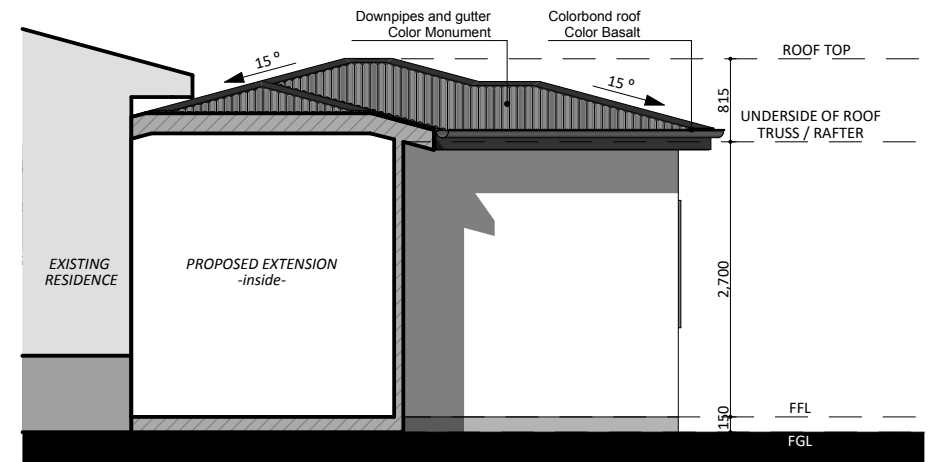 Downpipes and gutter
Color Monument
Colorbond roof
Color Basalt
15 º
15 º
ROOF TOP
815
UNDERSIDE OF ROOF
TRUSS / RAFTER
EXISTING
RESIDENCE
PROPOSED EXTENSION
-inside-
2,700
FFL
150
FGL